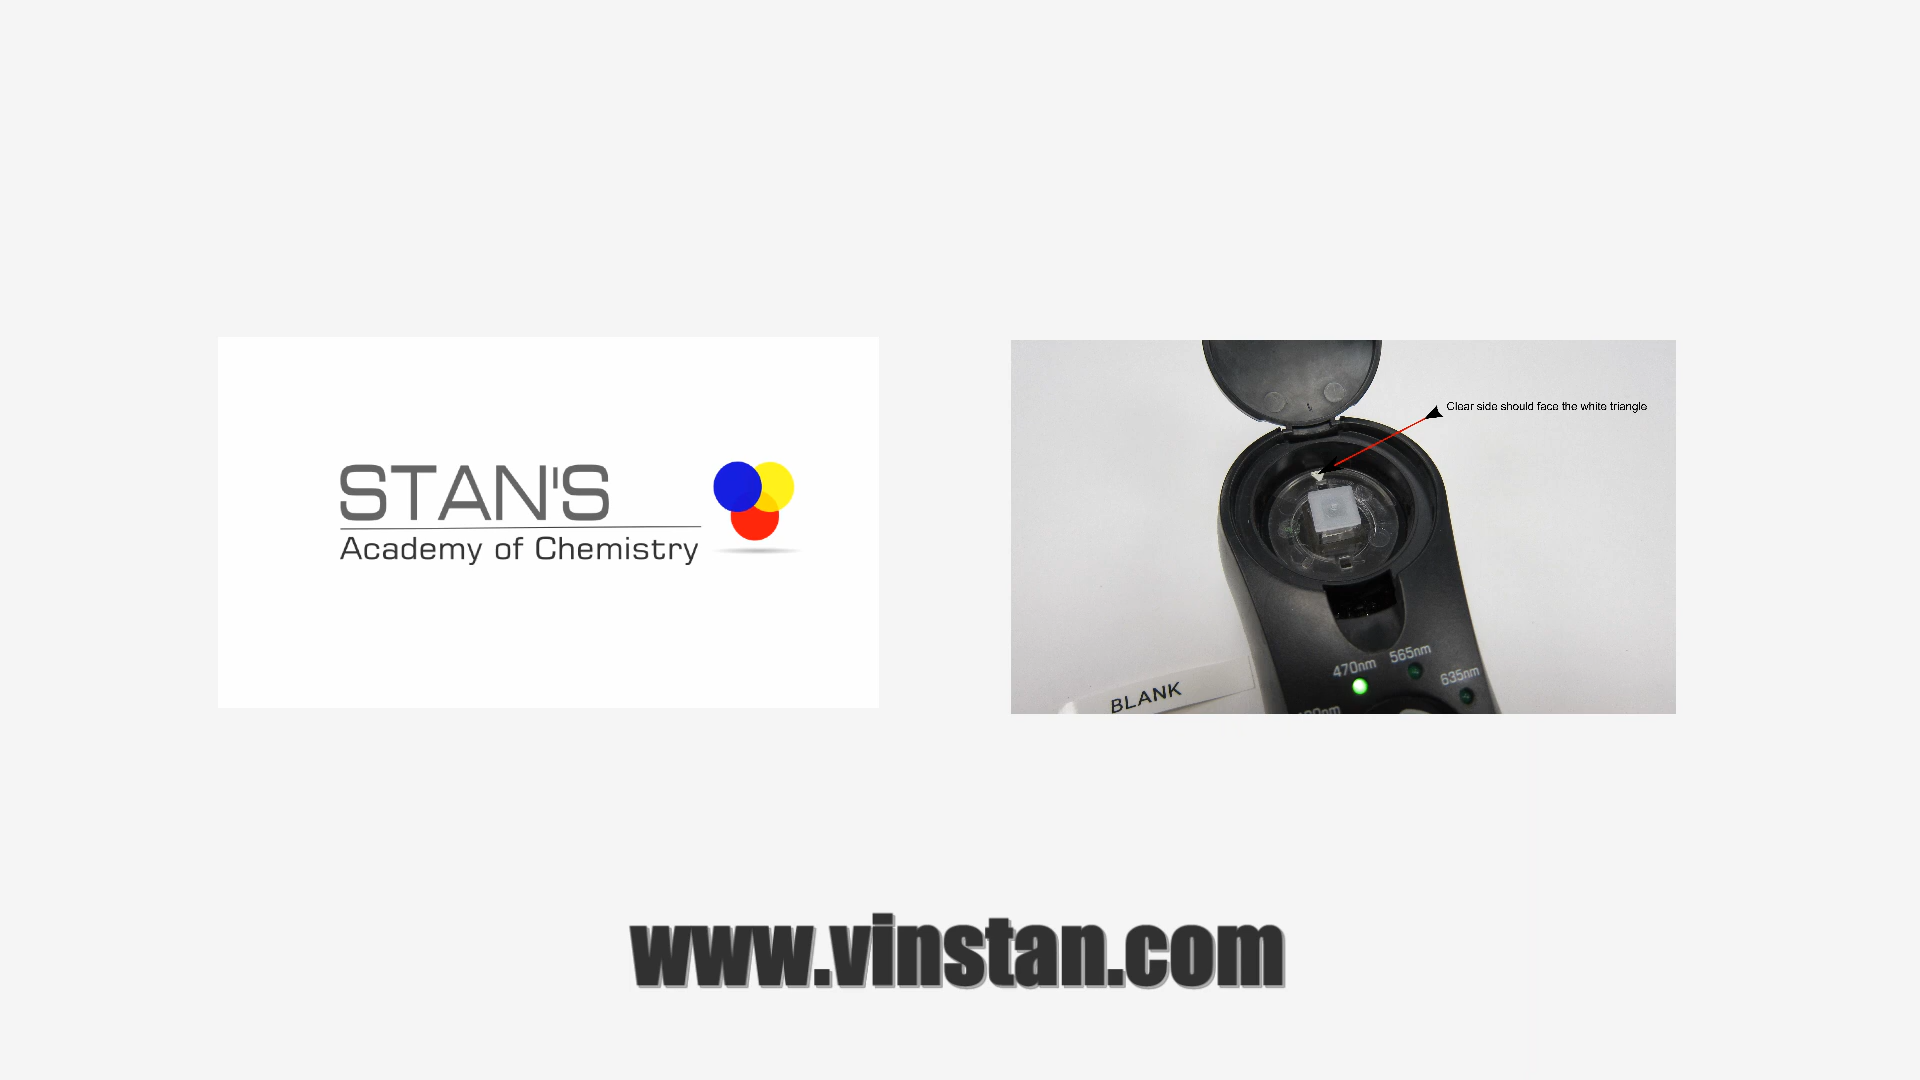 STAN'S
Academy of Chemistry
Clear side should face the white triangle
470nm
565nm
635nm
BLANK
www.vinstan.com